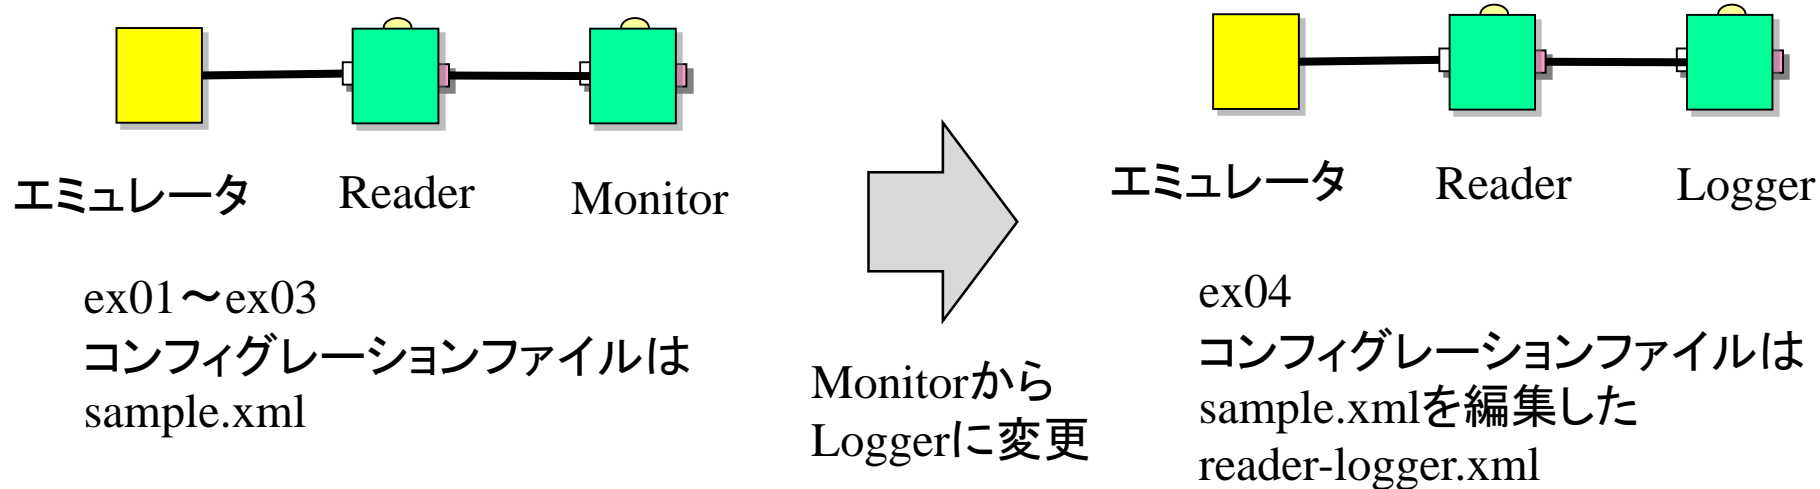 エミュレータ
Reader
Monitor
ex01～ex03
コンフィグレーションファイルは
sample.xml
Monitorから
Loggerに変更
エミュレータ
Reader
Logger
ex04
コンフィグレーションファイルは
sample.xmlを編集した
reader-logger.xml